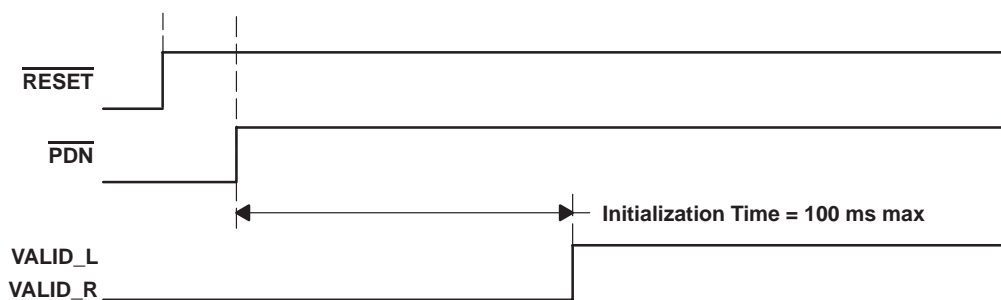 RESET
PDN
Initialization Time = 100 ms max
VALID_L
VALID_R